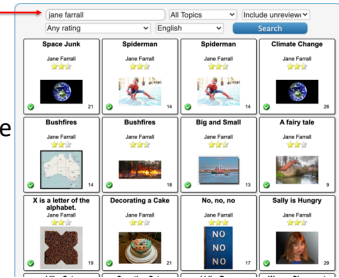 jane farrall All Topics Include unreviewe
Any rating English Search
Space Junk Spiderman Spiderman Climate Change
Jane Farrall Jane Farrall Jane Farrall Jane Farrall
21 14 14 26
e
Bushfires Bushfires Big and Small A fairy tale
Jane Farrall Jane Farrall Jane Farrall Jane Farrall
14 18 13 9
X is a letter of the Decorating a Cake No, no, no Sally is Hungry
alphabet.
Jane Farrall Jane Farrall Jane Farrall Jane Farrall
NO
NO
NO
19 21 17 29